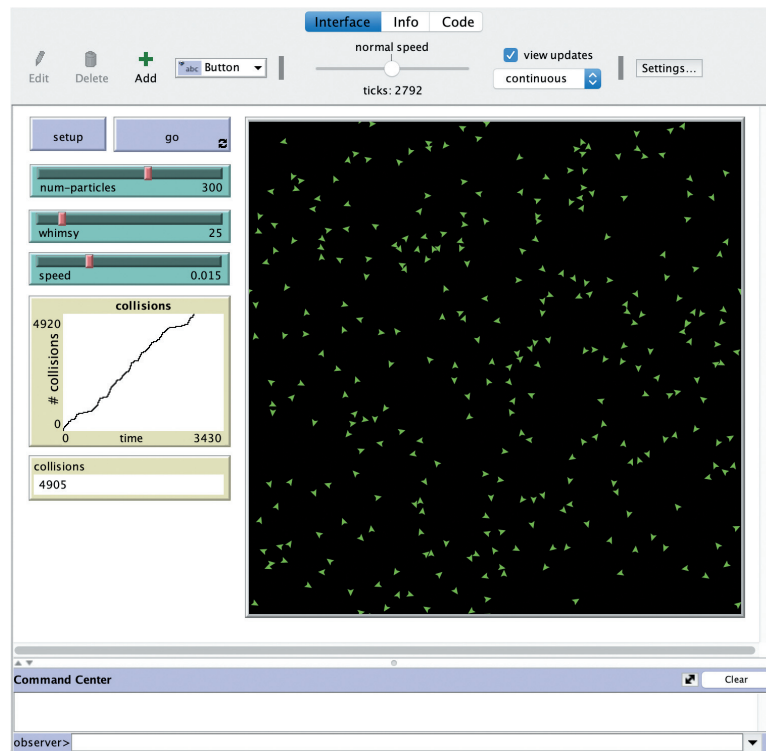 Interface Info Code
Edit Delete Add abc Button
normal speed
ticks: 2792
view updates
continuous
Settings...
setup go
num-particles 300
whimsy 25
speed 0.015
collisions
4920
# collisions
0
0 time 3430
collisions
4905
Command Center Clear
observer>